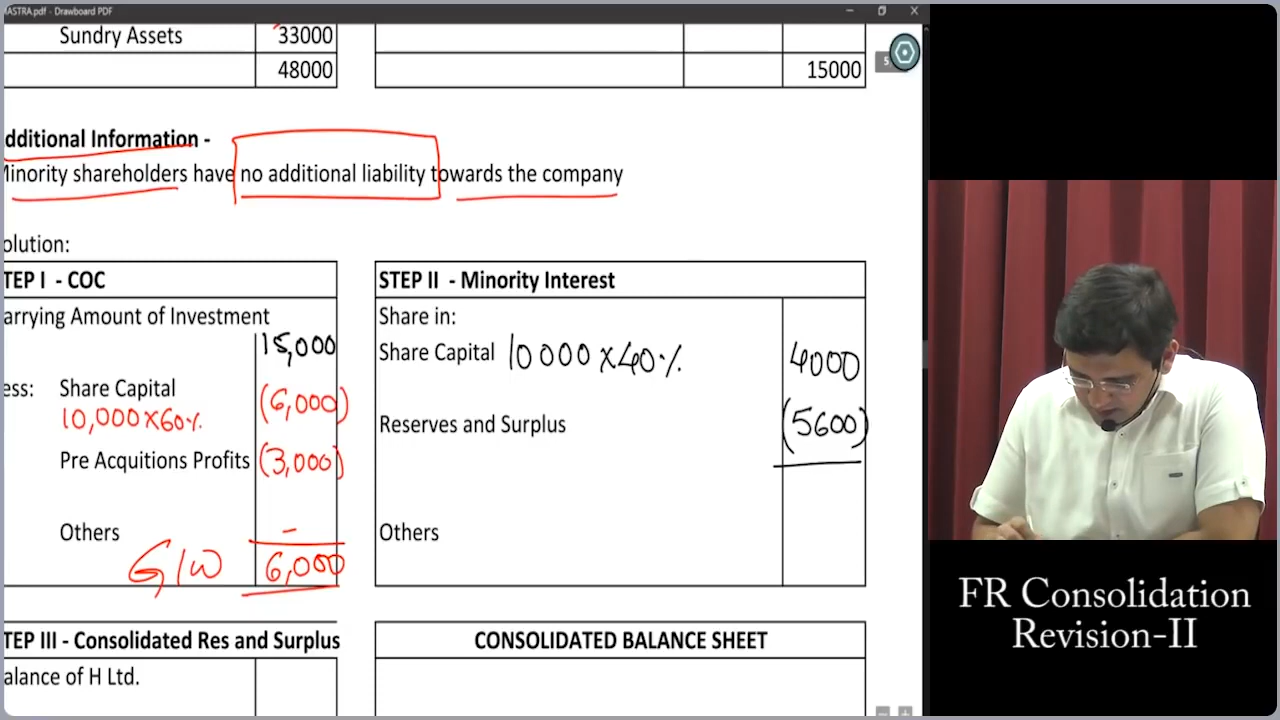 IASTRA.pdf - Drawboard PDF
Sundry Assets 33000
48000
15000
5
dditional Information -
Minority shareholders have no additional liability towards the company
olution:
TEP I - COC
arrying Amount of Investment
15,000
ess: Share Capital (6,000)
10,000×60%
Pre Acquitions Profits (3,000)
Others -
G/W 6,000
STEP II - Minority Interest
Share in:
Share Capital 10000×40% 4000
Reserves and Surplus (5600)
Others
TEP III - Consolidated Res and Surplus
alance of H Ltd.
CONSOLIDATED BALANCE SHEET
FR Consolidation
Revision-II